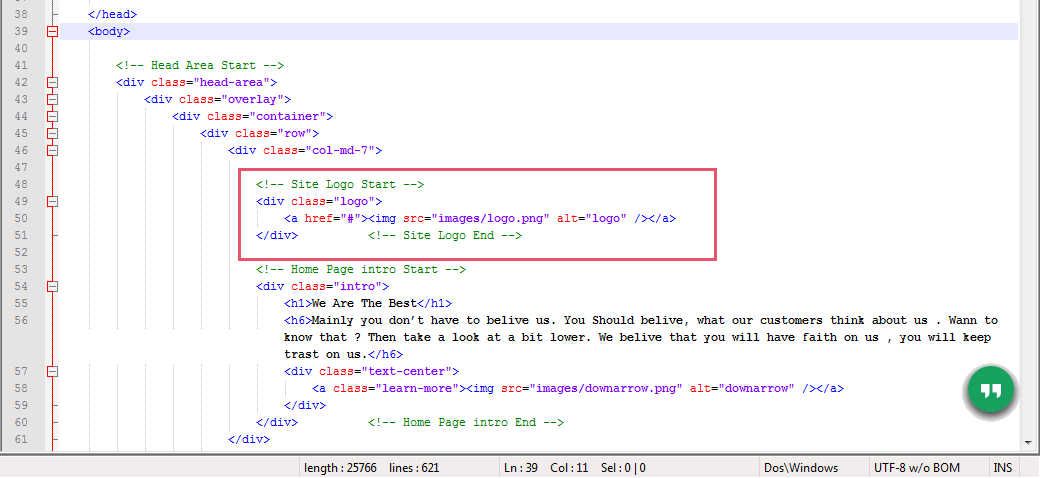 38 </head>
39 <body>
40
41 <!-- Head Area Start -->
42 <div class="head-area">
43 <div class="overlay">
44 <div class="container">
45 <div class="row">
46 <div class="col-md-7">
47
48 <!-- Site Logo Start -->
49 <div class="logo">
50 <a href="#"><img src="images/logo.png" alt="logo" /></a>
51 </div> <!-- Site Logo End -->
52
53 <!-- Home Page intro Start -->
54 <div class="intro">
55 <h1>We Are The Best</h1>
56 <h6>Mainly you don’t have to belive us. You Should belive, what our customers think about us . Wann to
know that ? Then take a look at a bit lower. We belive that you will have faith on us , you will keep
trast on us.</h6>
57 <div class="text-center">
58 <a class="learn-more"><img src="images/downarrow.png" alt="downarrow" /></a>
59 </div>
60 </div> <!-- Home Page intro End -->
61 </div>
length : 25766 lines : 621 Ln : 39 Col : 11 Sel : 0 | 0 Dos\Windows UTF-8 w/o BOM INS